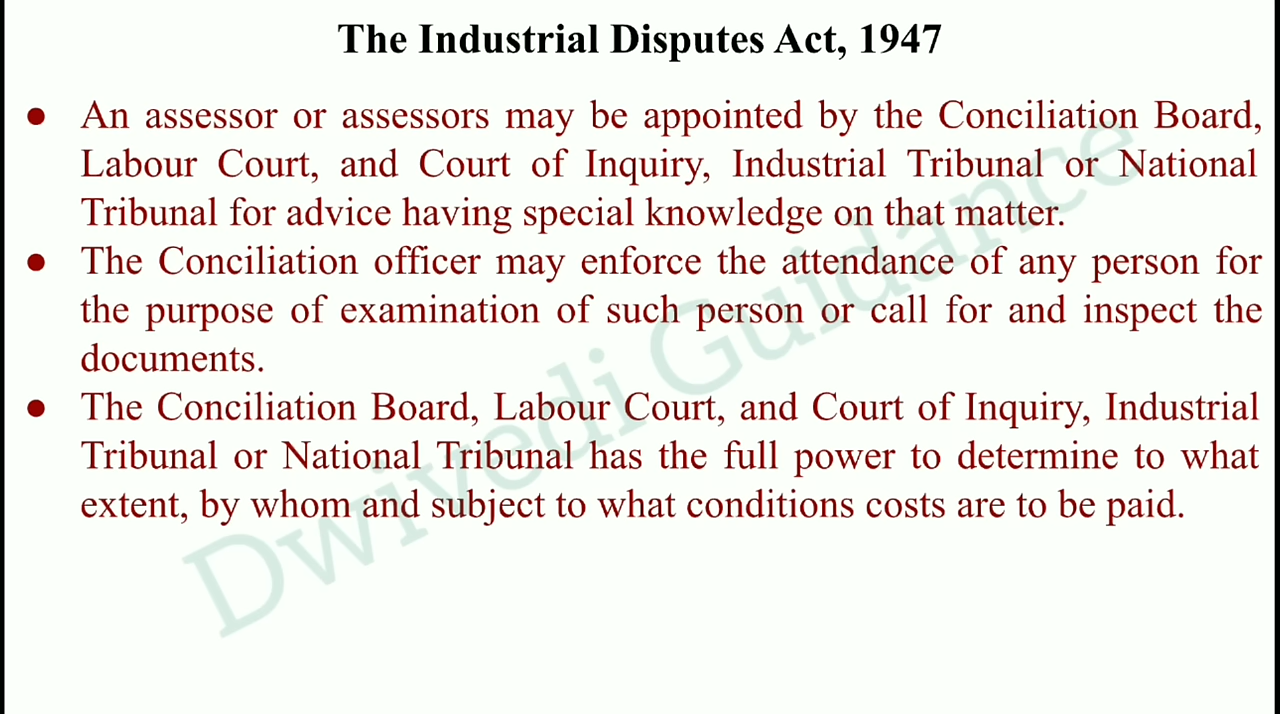 The Industrial Disputes Act, 1947
● An assessor or assessors may be appointed by the Conciliation Board,
Labour Court, and Court of Inquiry, Industrial Tribunal or National
Tribunal for advice having special knowledge on that matter.
● The Conciliation officer may enforce the attendance of any person for
the purpose of examination of such person or call for and inspect the
documents.
● The Conciliation Board, Labour Court, and Court of Inquiry, Industrial
Tribunal or National Tribunal has the full power to determine to what
extent, by whom and subject to what conditions costs are to be paid.
Dwivedi Guidance